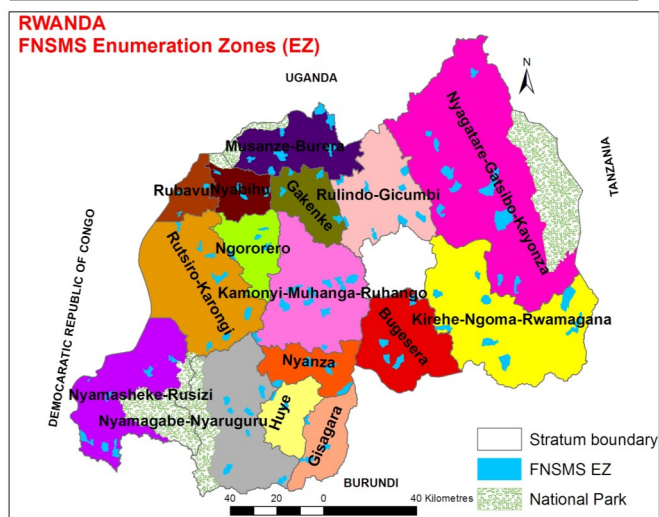 RWANDA
FNSMS Enumeration Zones (EZ)
UGANDA
N
Musanze-Burera
Nyagatare-Gatsibo-Kayonza
TANZANIA
Rubavu
Nyabihu
Gakenke
Rulindo-Gicumbi
Ngororero
Rutsiro-Karongi
Kamonyi-Muhanga-Ruhango
DEMOCARATIC REPUBLIC OF CONGO
Bugesera
Kirehe-Ngoma-Rwamagana
Nyanza
Nyamasheke-Rusizi
Nyamagabe-Nyaruguru
Huye
Gisagara
Stratum boundary
FNSMS EZ
National Park
BURUNDI
40 20 0 40 Kilometres